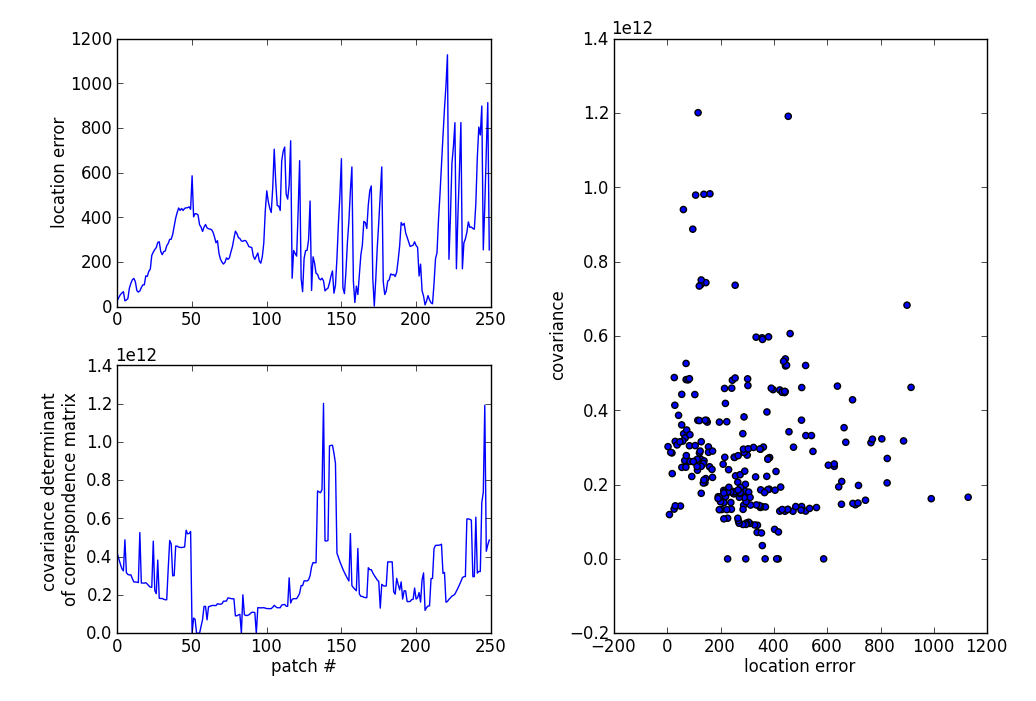 1200
1000
800
600
400
200
0
location error
0 50 100 150 200 250
1e12
1.4
1.2
1.0
0.8
0.6
0.4
0.2
0.0
covariance determinant
of correspondence matrix
0 50 100 150 200 250
patch #
1e12
1.4
1.2
1.0
0.8
0.6
0.4
0.2
0.0
−0.2
covariance
−200 0 200 400 600 800 1000 1200
location error